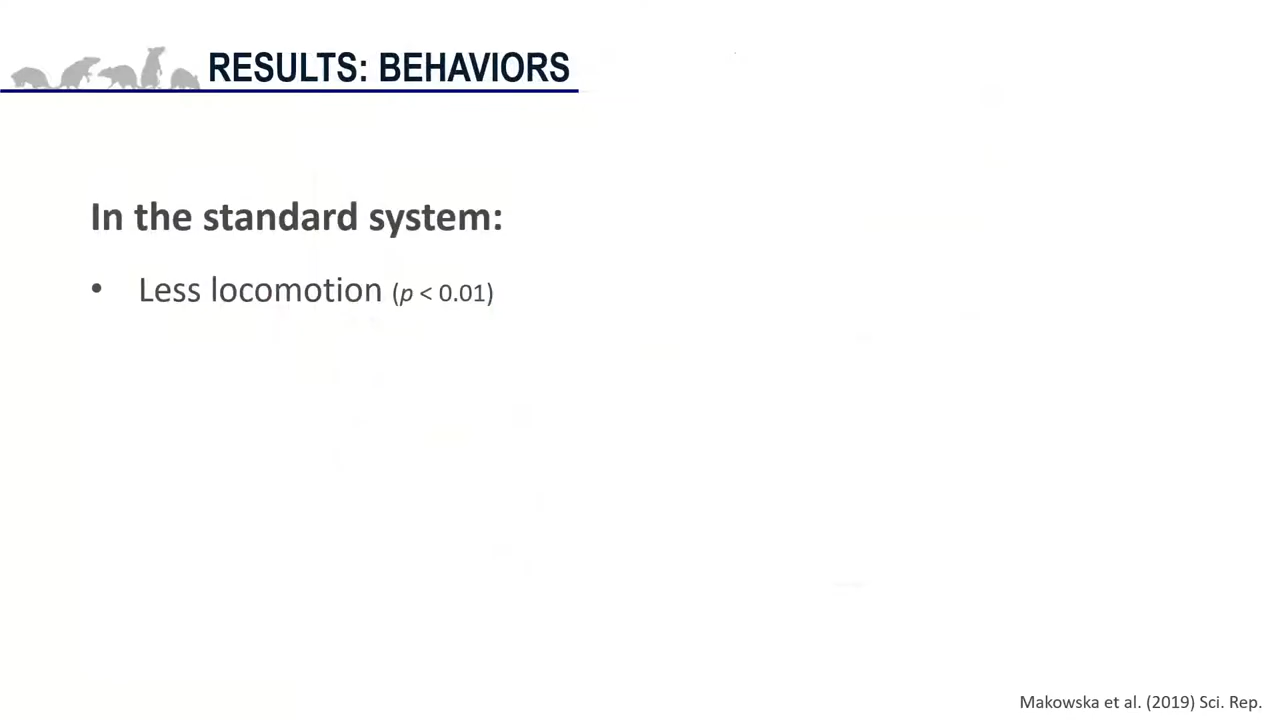 RESULTS: BEHAVIORS
In the standard system:
• Less locomotion (p < 0.01)
Makowska et al. (2019) Sci. Rep.